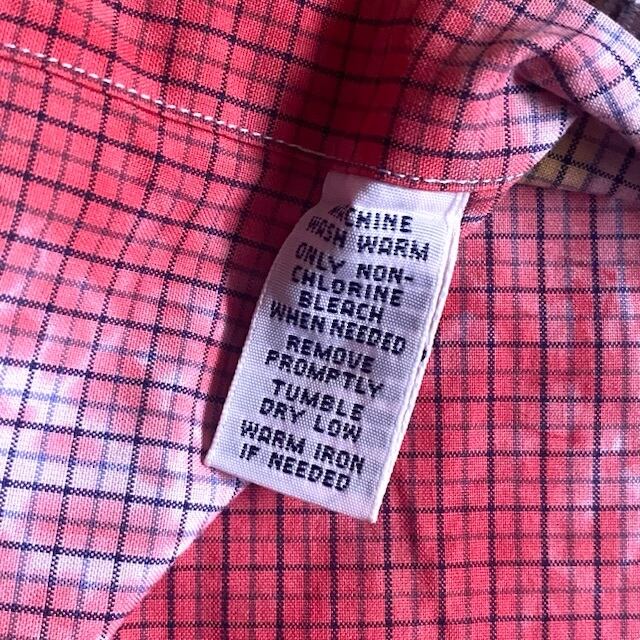 MACHINE
WASH WARM
ONLY NON-
CHLORINE
BLEACH
WHEN NEEDED
REMOVE
PROMPTLY
TUMBLE
DRY LOW
WARM IRON
IF NEEDED